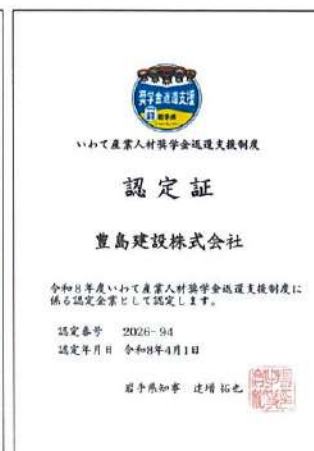 奨学金返還支援
岩手県
いわて産業人材奨学金返還支援制度
認定証
豊島建設株式会社
令和8年度いわて産業人材奨学金返還支援制度に
係る認定企業として認定します。
認定番号 2026-94
認定年月日 令和8年4月1日
岩手県知事 達増拓也